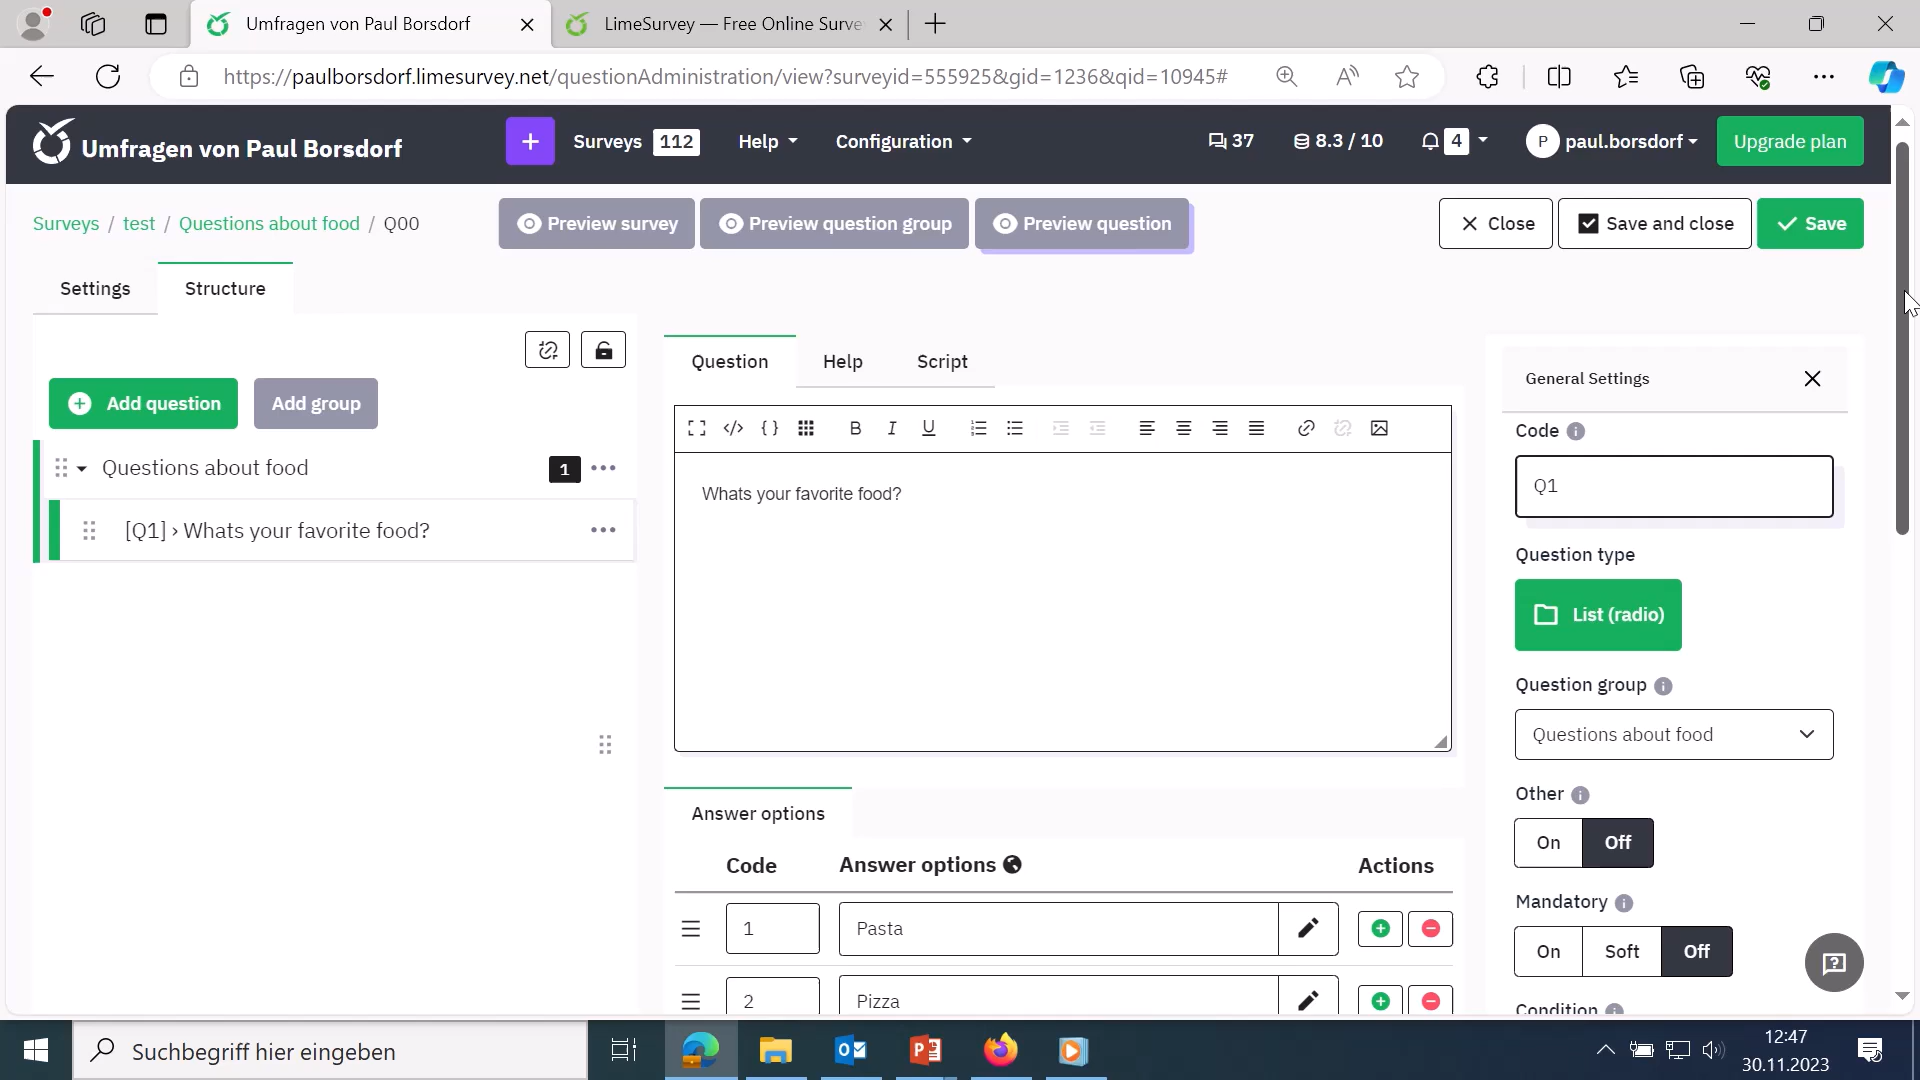 Umfragen von Paul Borsdorf
LimeSurvey — Free Online Surve
https://paulborsdorf.limesurvey.net/questionAdministration/view?surveyid=555925&gid=1236&qid=10945#
Umfragen von Paul Borsdorf
+ Surveys 112 Help Configuration
37 8.3 / 10 4 P paul.borsdorf Upgrade plan
Surveys / test / Questions about food / Q00
Preview survey Preview question group Preview question
Close Save and close Save
Settings Structure
Add question Add group
Questions about food 1
[Q1] › Whats your favorite food?
Question Help Script
Whats your favorite food?
Answer options
Code Answer options Actions
1 Pasta
2 Pizza
General Settings
Code
Q1
Question type
List (radio)
Question group
Questions about food
Other
On Off
Mandatory
On Soft Off
Condition
Suchbegriff hier eingeben
12:47
30.11.2023